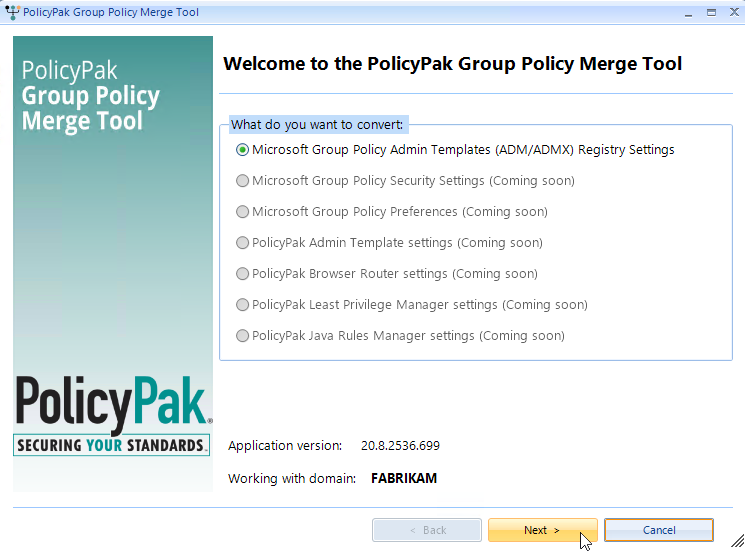 PolicyPak Group Policy Merge Tool
PolicyPak
Group Policy
Merge Tool
Welcome to the PolicyPak Group Policy Merge Tool
What do you want to convert:
Microsoft Group Policy Admin Templates (ADM/ADMX) Registry Settings
Microsoft Group Policy Security Settings (Coming soon)
Microsoft Group Policy Preferences (Coming soon)
PolicyPak Admin Template settings (Coming soon)
PolicyPak Browser Router settings (Coming soon)
PolicyPak Least Privilege Manager settings (Coming soon)
PolicyPak Java Rules Manager settings (Coming soon)
PolicyPak®
SECURING YOUR STANDARDS
Application version: 20.8.2536.699
Working with domain: FABRIKAM
< Back
Next >
Cancel